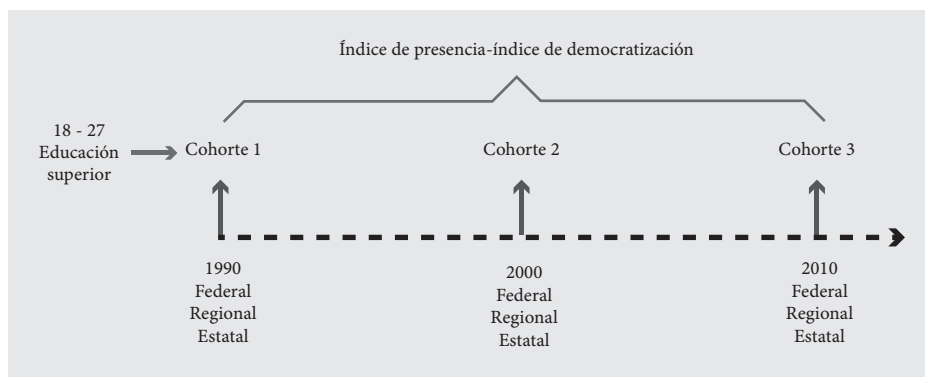 Índice de presencia-índice de democratización
18 - 27
Educación
superior
Cohorte 1
Cohorte 2
Cohorte 3
1990
Federal
Regional
Estatal
2000
Federal
Regional
Estatal
2010
Federal
Regional
Estatal